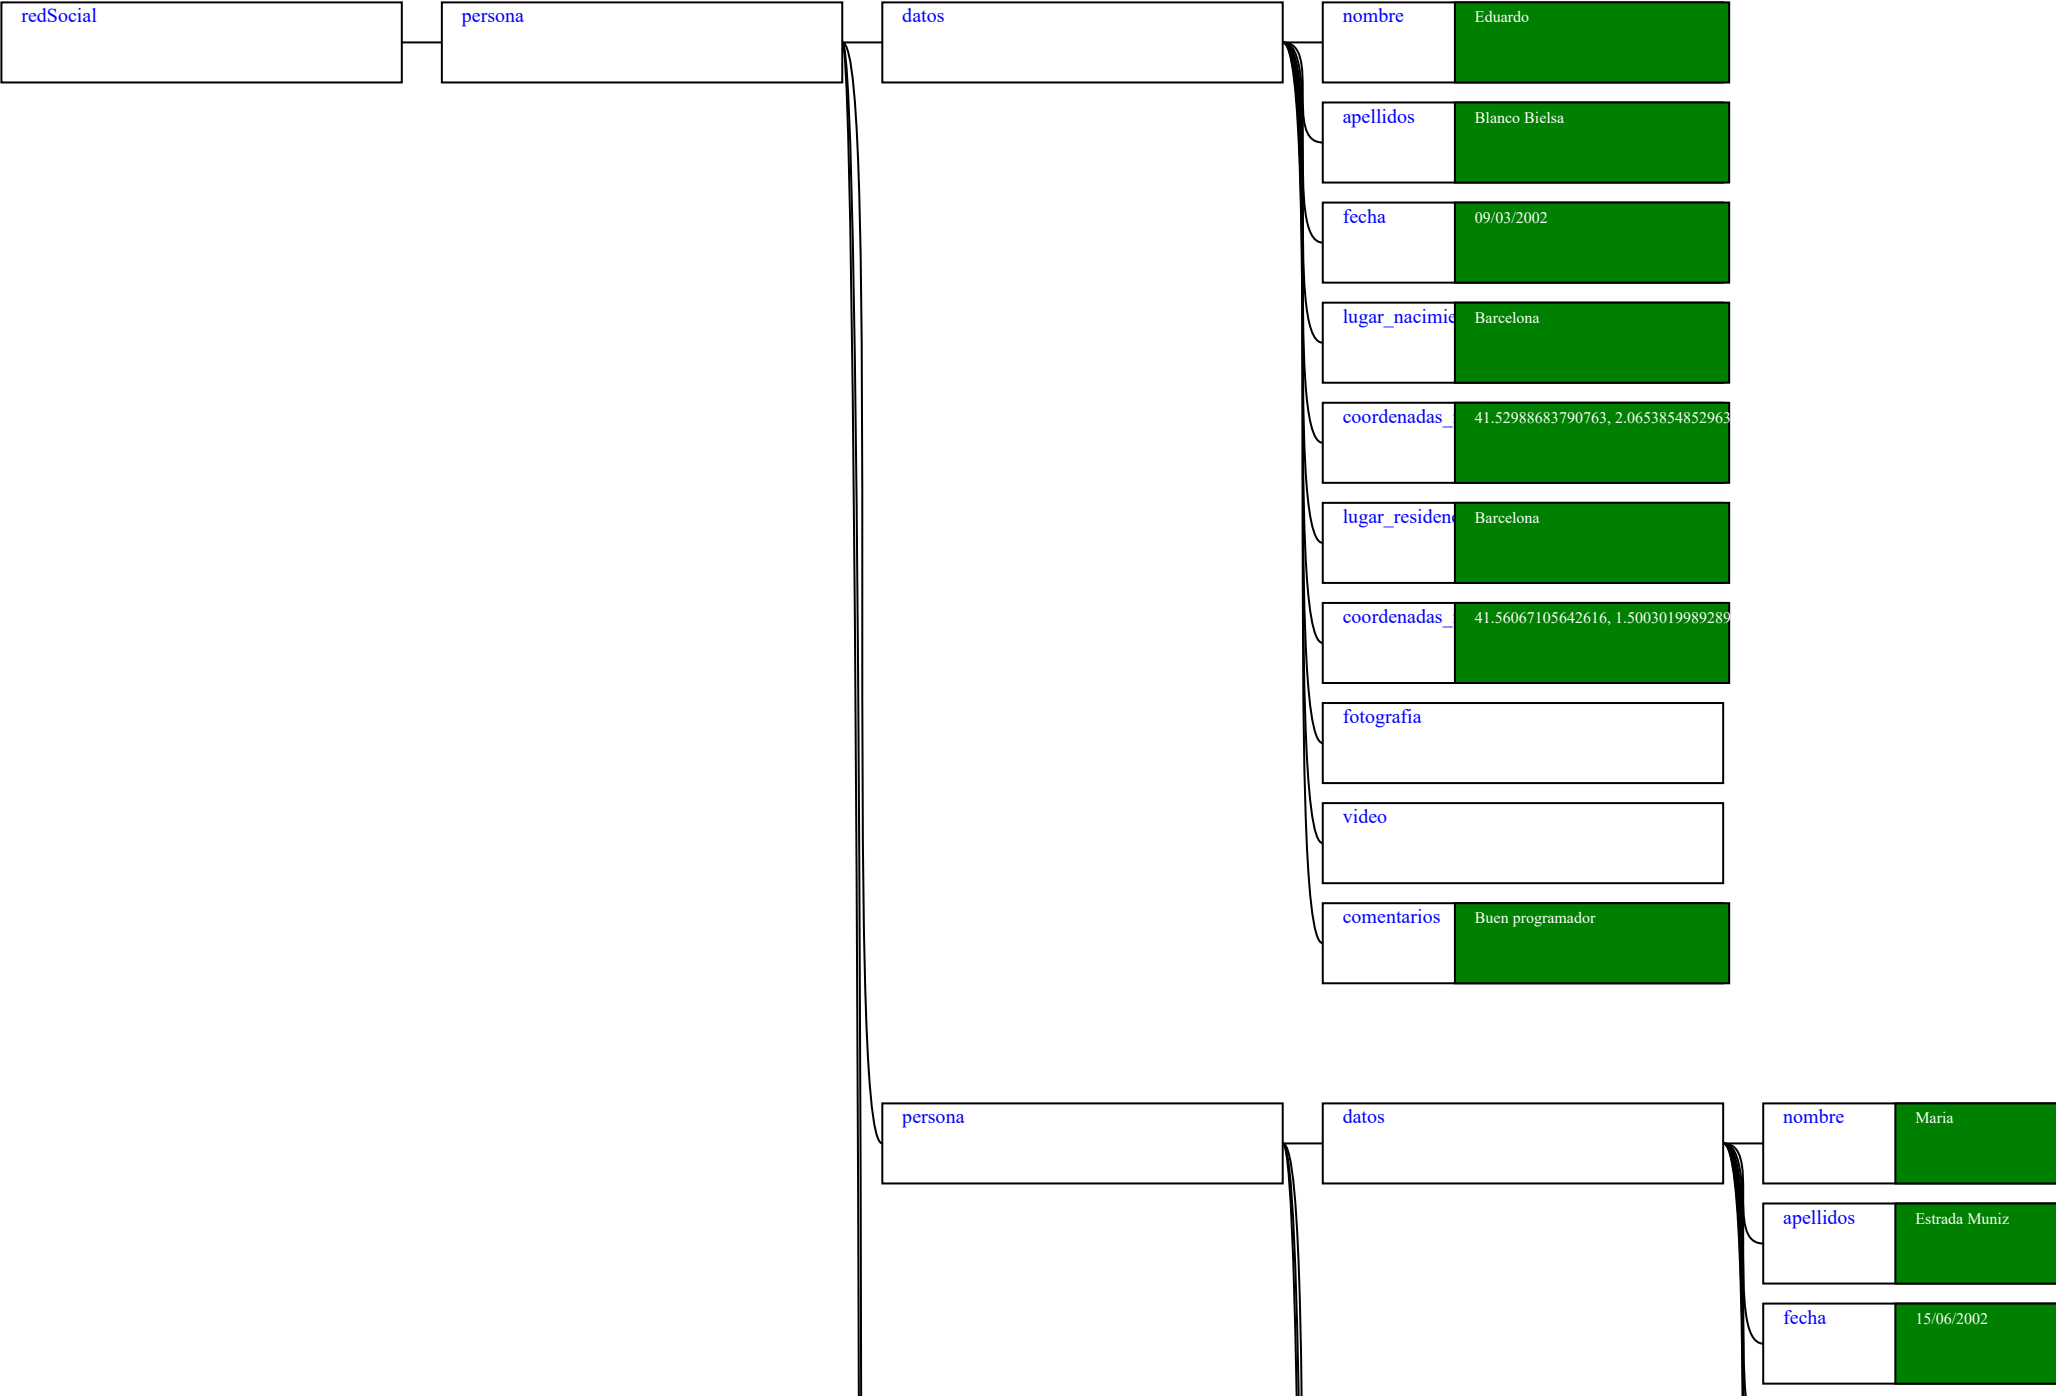 redSocial persona datos nombre Eduardo
apellidos Blanco Bielsa
fecha 09/03/2002
lugar_nacimie Barcelona
coordenadas_ 41.52988683790763, 2.0653854852963
lugar_residen Barcelona
coordenadas_ 41.56067105642616, 1.5003019989289
fotografia
video
comentarios Buen programador
persona datos nombre Maria
apellidos Estrada Muniz
fecha 15/06/2002